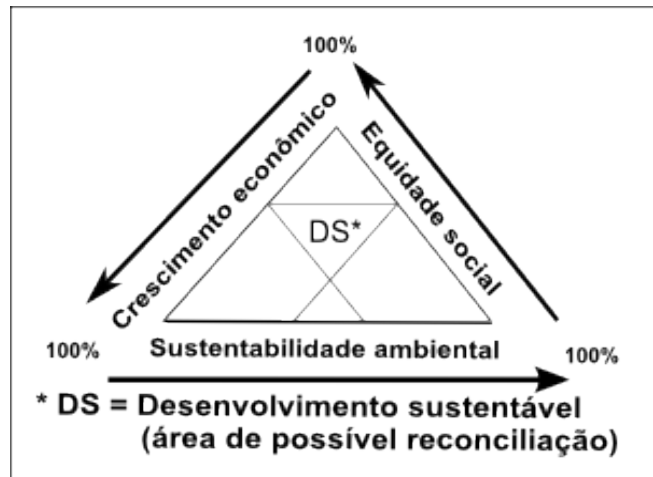 100%
Crescimento econômico
Equidade social
DS*
100%
Sustentabilidade ambiental
100%
* DS = Desenvolvimento sustentável
(área de possível reconciliação)